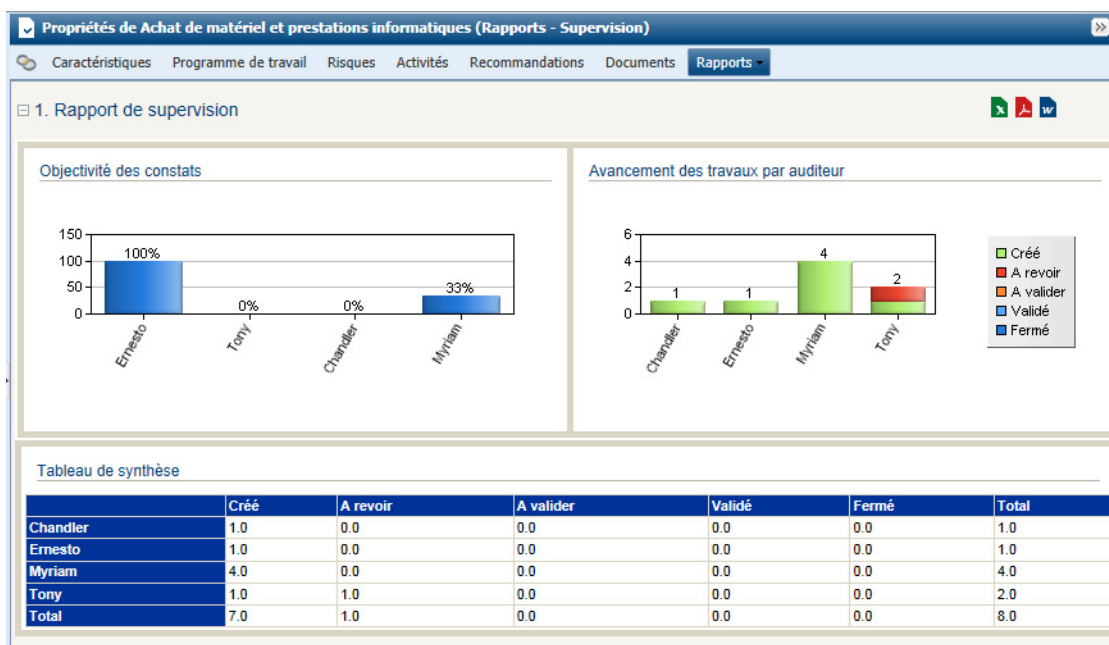 Propriétés de Achat de matériel et prestations informatiques (Rapports - Supervision)
Caractéristiques Programme de travail Risques Activités Recommandations Documents Rapports
1. Rapport de supervision
Objectivité des constats
150
100
50
0
100%
0%
0%
33%
Ernesto
Tony
Chandler
Myriam
Avancement des travaux par auditeur
6
4
2
0
1
1
4
2
Chandler
Ernesto
Myriam
Tony
Créé
A revoir
A valider
Validé
Fermé
Tableau de synthèse
Créé A revoir A valider Validé Fermé Total
Chandler 1.0 0.0 0.0 0.0 0.0 1.0
Ernesto 1.0 0.0 0.0 0.0 0.0 1.0
Myriam 4.0 0.0 0.0 0.0 0.0 4.0
Tony 1.0 1.0 0.0 0.0 0.0 2.0
Total 7.0 1.0 0.0 0.0 0.0 8.0